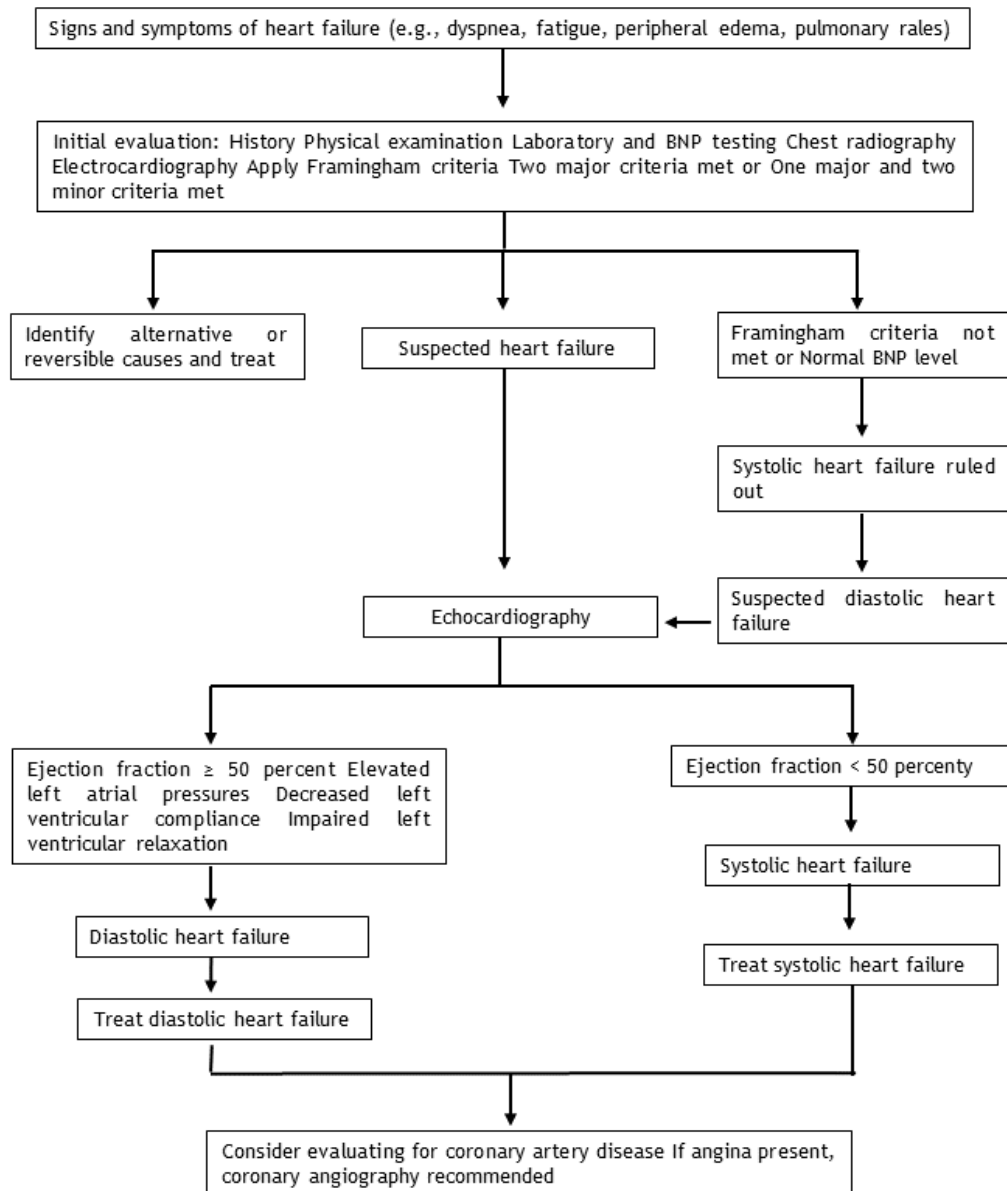 Signs and symptoms of heart failure (e.g., dyspnea, fatigue, peripheral edema, pulmonary rales)
Initial evaluation: History Physical examination Laboratory and BNP testing Chest radiography
Electrocardiography Apply Framingham criteria Two major criteria met or One major and two
minor criteria met
Identify alternative or
reversible causes and treat
Suspected heart failure
Framingham criteria not
met or Normal BNP level
Systolic heart failure ruled
out
Suspected diastolic heart
failure
Echocardiography
Ejection fraction ≥ 50 percent Elevated
left atrial pressures Decreased left
ventricular compliance Impaired left
ventricular relaxation
Ejection fraction < 50 percenty
Systolic heart failure
Diastolic heart failure
Treat systolic heart failure
Treat diastolic heart failure
Consider evaluating for coronary artery disease If angina present,
coronary angiography recommended